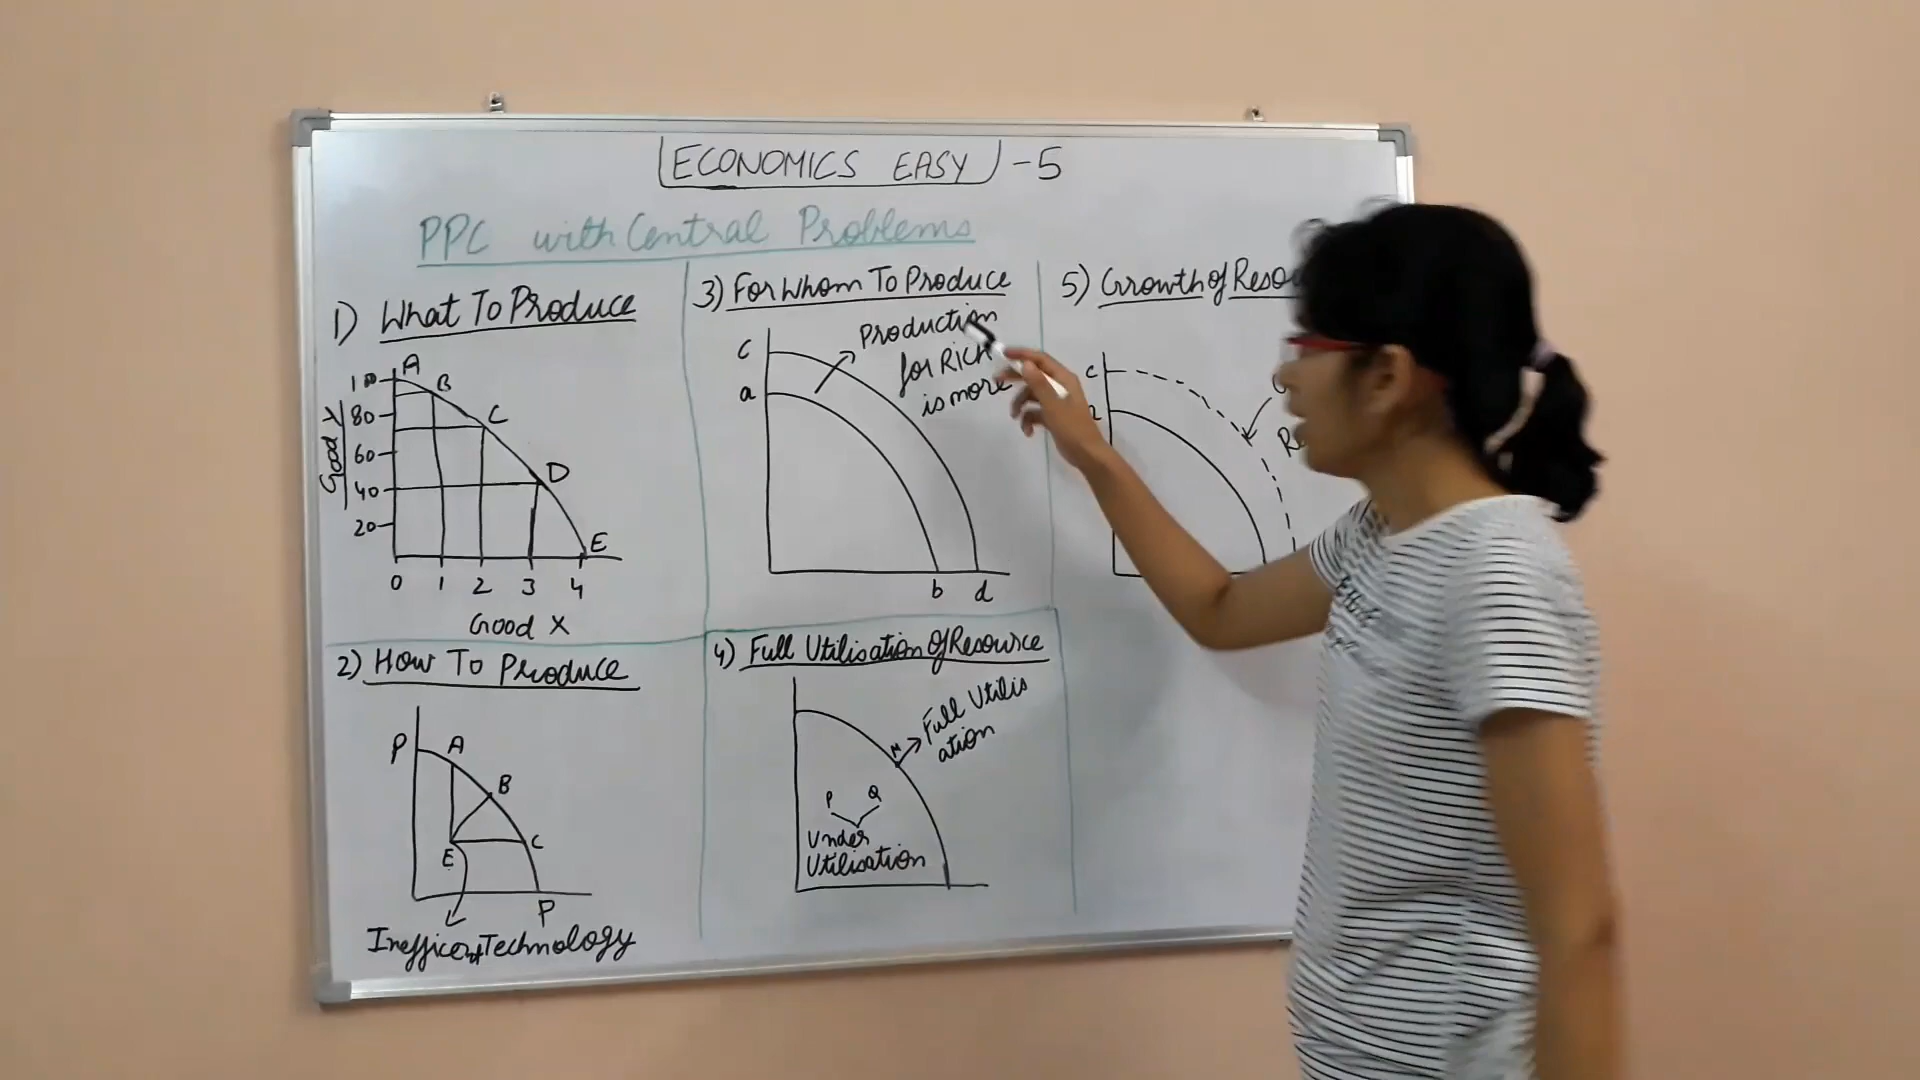 ECONOMICS EASY -5
PPC with Central Problems
1) What To Produce
A
B
C
D
E
100
80
60
40
20
Good Y
0 1 2 3 4
Good X
2) How To Produce
P
A
B
C
E
P
Inefficent Technology
3) For Whom To Produce
c
a
Production
for Rich
is more
b d
4) Full Utilisation Of Resource
M
Full Utilis
ation
P Q
Under
Utilisation
5) Growth of
c